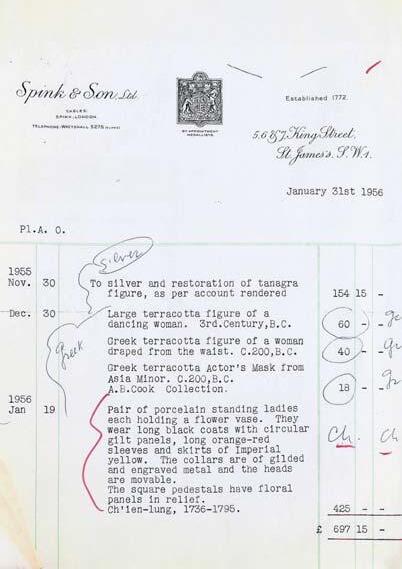 Spink & Son, Ltd.
CABLES:
SPINK, LONDON
TELEPHONE: WHITEHALL 5275
BY APPOINTMENT
MEDALLISTS
Established 1772.
5, 6 & 7 King Street,
St. James's. S.W.1.
January 31st 1956
Pl.A. O.
silver
1955
Nov. 30 To silver and restoration of tanagra
figure, as per account rendered 154 15 -
Dec. 30 Large terracotta figure of a
dancing woman. 3rd.Century,B.C. 60 -
Greek
Greek terracotta figure of a woman
draped from the waist. C.200,B.C. 40 -
Greek terracotta Actor's Mask from
Asia Minor. C.200,B.C.
A.B.Cook Collection. 18 -
1956
Jan 19 Pair of porcelain standing ladies
each holding a flower vase. They
wear long black coats with circular
gilt panels, long orange-red
sleeves and skirts of Imperial
yellow. The collars are of gilded
and engraved metal and the heads
are movable.
The square pedestals have floral
panels in relief.
Ch'ien-lung, 1736-1795. 425 - -
Ch. Ch
£ 697 15 -